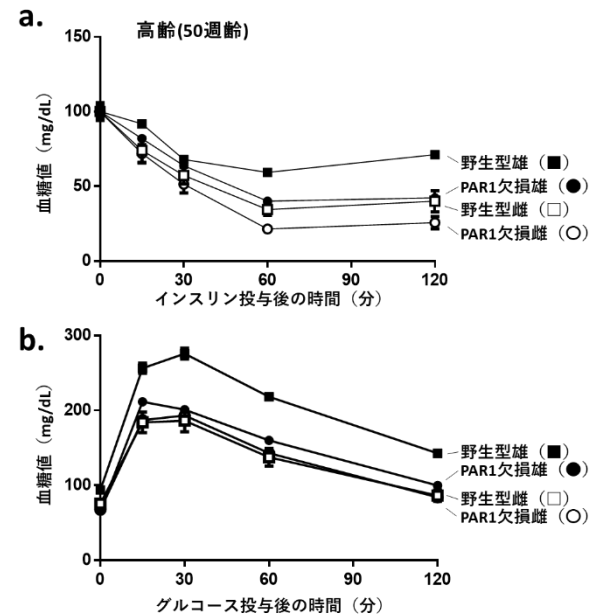 a.
高齢(50週齢)
血糖値（mg/dL）
150
100
50
0
0
30
60
90
120
インスリン投与後の時間（分）
野生型雄（■）
PAR1欠損雄（●）
野生型雌（□）
PAR1欠損雌（○）
b.
血糖値（mg/dL）
300
200
100
0
0
30
60
90
120
グルコース投与後の時間（分）
野生型雄（■）
PAR1欠損雄（●）
野生型雌（□）
PAR1欠損雌（○）